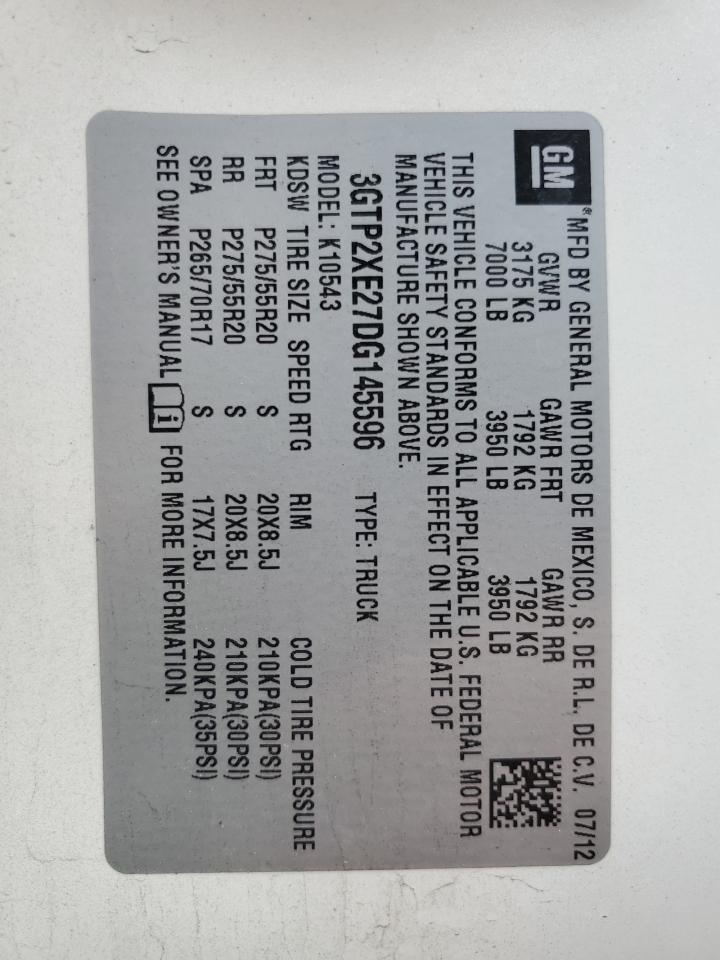 GM® MFD BY GENERAL MOTORS DE MEXICO, S. DE R.L. DE C.V. 07/12
GVWR GAWR FRT GAWR RR
3175 KG 1792 KG 1792 KG
7000 LB 3950 LB 3950 LB
THIS VEHICLE CONFORMS TO ALL APPLICABLE U.S. FEDERAL MOTOR
VEHICLE SAFETY STANDARDS IN EFFECT ON THE DATE OF
MANUFACTURE SHOWN ABOVE.
3GTP2XE27DG145596 TYPE: TRUCK
MODEL: K10543
KDSW TIRE SIZE SPEED RTG RIM COLD TIRE PRESSURE
FRT P275/55R20 S 20X8.5J 210KPA(30PSI)
RR P275/55R20 S 20X8.5J 210KPA(30PSI)
SPA P265/70R17 S 17X7.5J 240KPA(35PSI)
SEE OWNER'S MANUAL i FOR MORE INFORMATION.